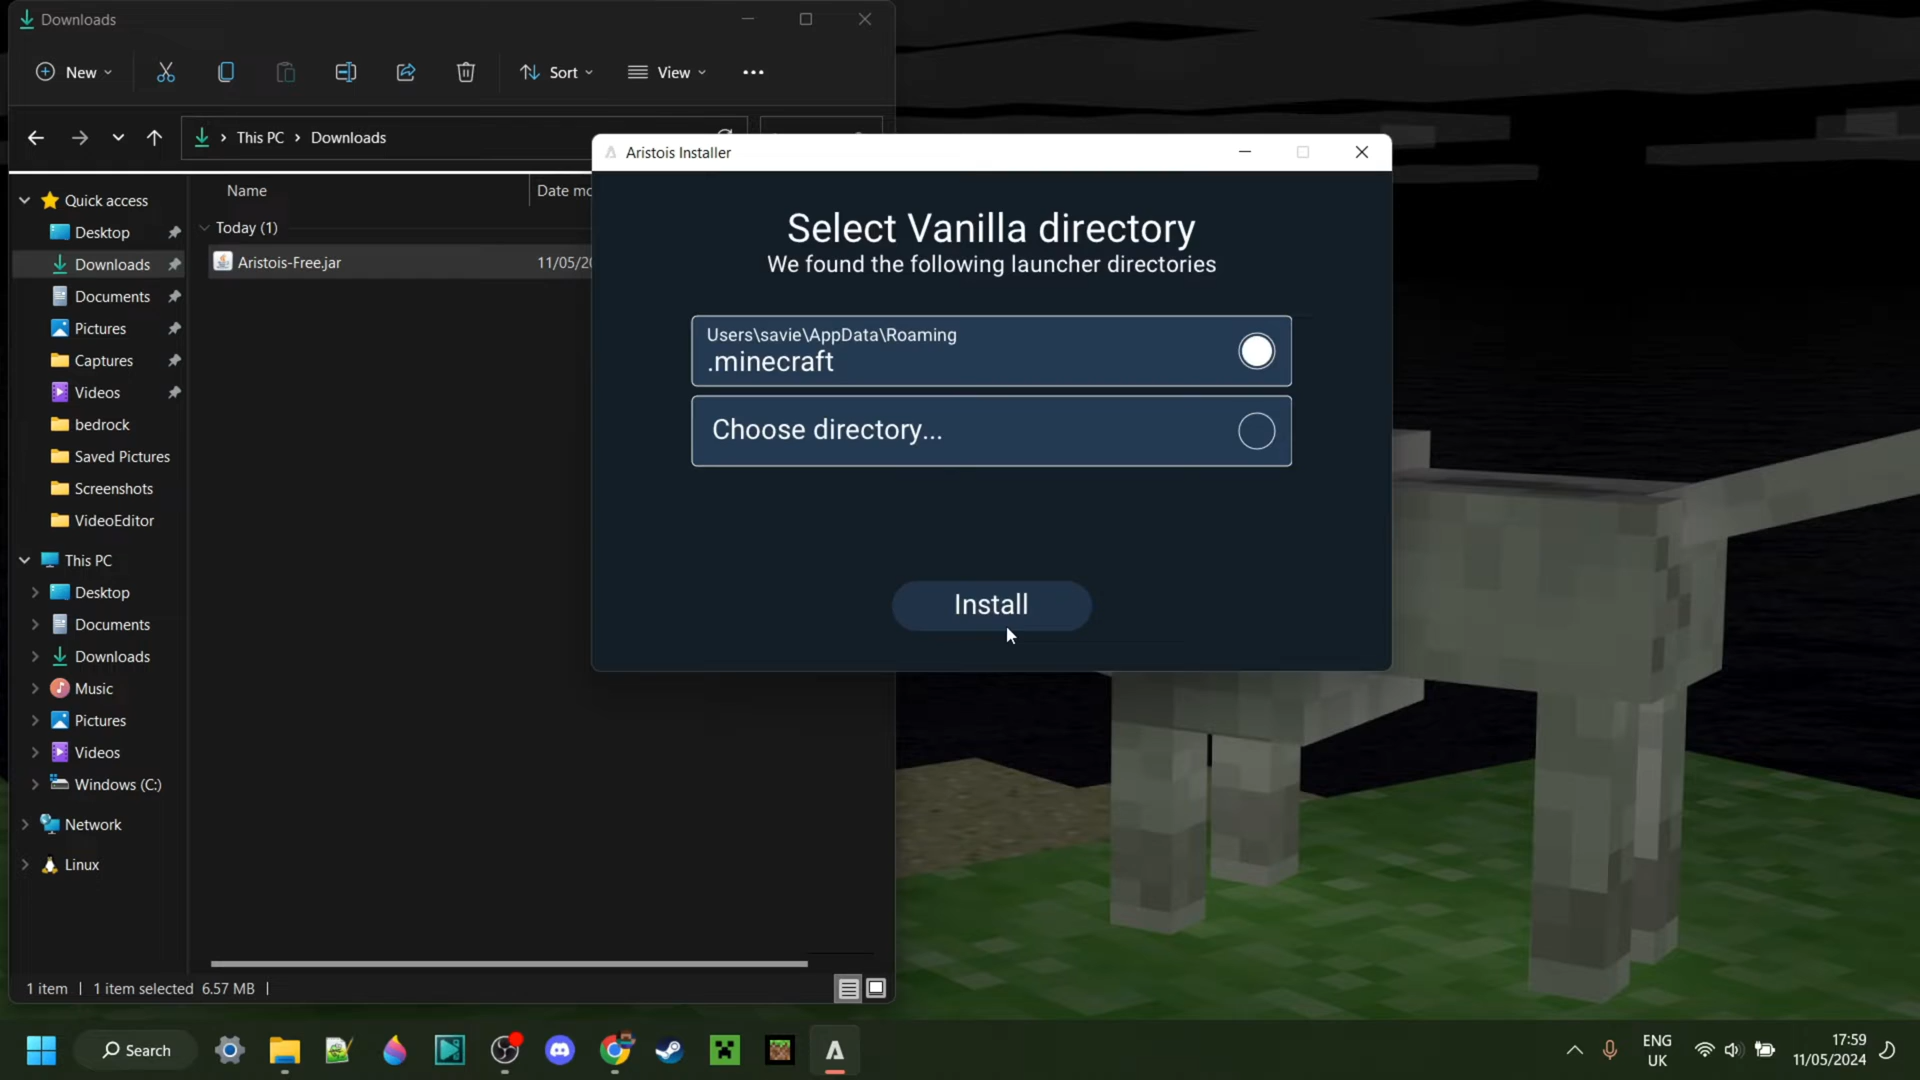 Downloads
New
Sort
View
This PC
Downloads
Name
Date mo
Today (1)
Aristois-Free.jar
11/05/20
Quick access
Desktop
Downloads
Documents
Pictures
Captures
Videos
bedrock
Saved Pictures
Screenshots
VideoEditor
This PC
Desktop
Documents
Downloads
Music
Pictures
Videos
Windows (C:)
Network
Linux
1 item
1 item selected 6.57 MB
Aristois Installer
Select Vanilla directory
We found the following launcher directories
Users\savie\AppData\Roaming
.minecraft
Choose directory...
Install
Search
ENG
UK
17:59
11/05/2024